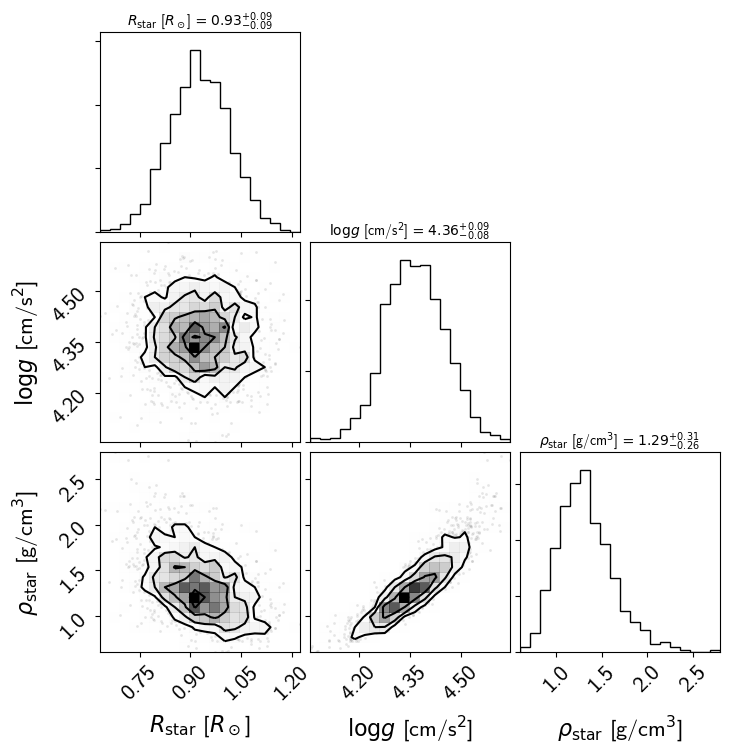 R_star [R_⊙] = 0.93^{+0.09}_{−0.09}
log g [cm/s²] = 4.36^{+0.09}_{−0.08}
4.50
4.35
4.20
log g [cm/s²]
ρ_star [g/cm³] = 1.29^{+0.31}_{−0.26}
2.5
2.0
1.5
1.0
ρ_star [g/cm³]
0.75 0.90 1.05 1.20
4.20 4.35 4.50
1.0 1.5 2.0 2.5
R_star [R_⊙]
log g [cm/s²]
ρ_star [g/cm³]